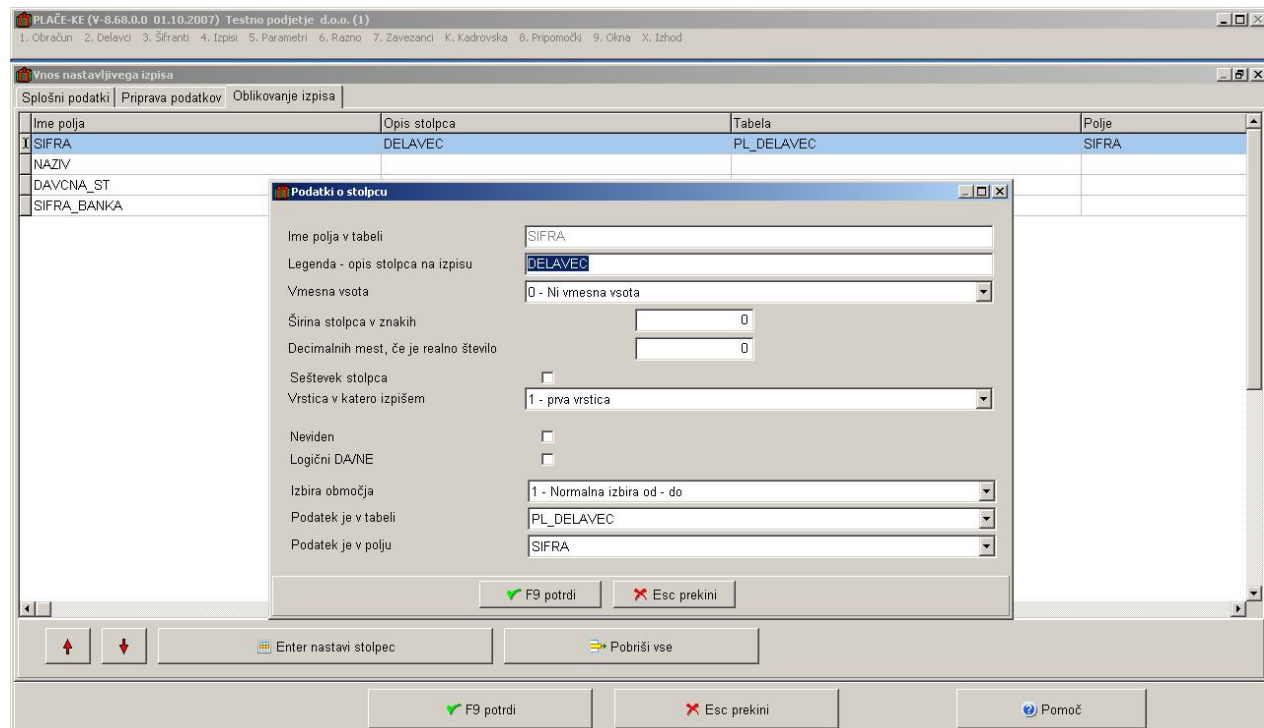 PLAČE-KE (V-8.68.0.0 01.10.2007) Testno podjetje d.o.o. (1)
1. Obračun 2. Delavci 3. Šifranti 4. Izpisi 5. Parametri 6. Razno 7. Zavezanci K. Kadrovska 8. Pripomočki 9. Okna X. Izhod
Vnos nastavljivega izpisa
Splošni podatki Priprava podatkov Oblikovanje izpisa
Ime polja Opis stolpca Tabela Polje
SIFRA DELAVEC PL_DELAVEC SIFRA
NAZIV
DAVCNA_ST
SIFRA_BANKA
Podatki o stolpcu
Ime polja v tabeli SIFRA
Legenda - opis stolpca na izpisu DELAVEC
Vmesna vsota 0 - Ni vmesna vsota
Širina stolpca v znakih 0
Decimalnih mest, če je realno število 0
Seštevek stolpca
Vrstica v katero izpišem 1 - prva vrstica
Neviden
Logični DA/NE
Izbira območja 1 - Normalna izbira od - do
Podatek je v tabeli PL_DELAVEC
Podatek je v polju SIFRA
F9 potrdi Esc prekini
Enter nastavi stolpec Pobriši vse
F9 potrdi Esc prekini Pomoč